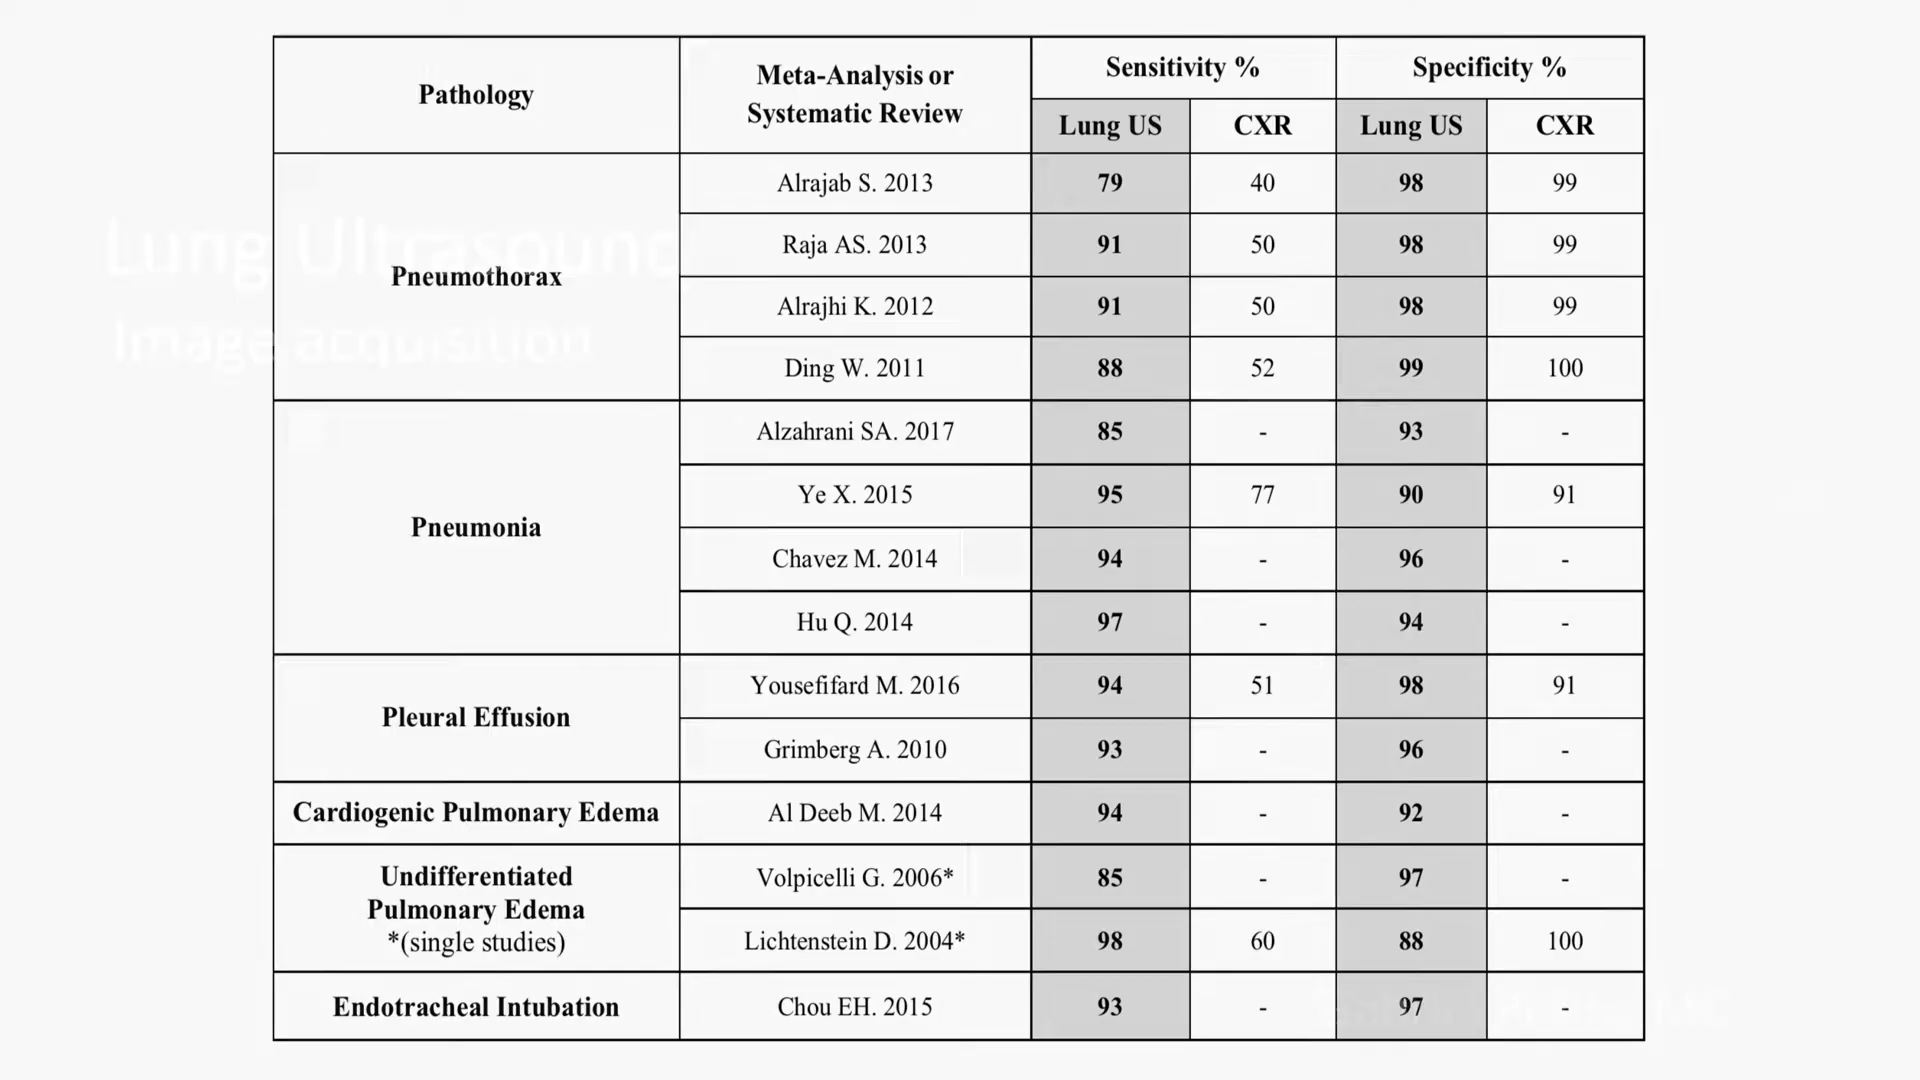 Pathology
Meta-Analysis or
Systematic Review
Sensitivity %
Specificity %
Lung US
CXR
Lung US
CXR
Pneumothorax
Alrajab S. 2013
79
40
98
99
Raja AS. 2013
91
50
98
99
Alrajhi K. 2012
91
50
98
99
Ding W. 2011
88
52
99
100
Pneumonia
Alzahrani SA. 2017
85
-
93
-
Ye X. 2015
95
77
90
91
Chavez M. 2014
94
-
96
-
Hu Q. 2014
97
-
94
-
Pleural Effusion
Yousefifard M. 2016
94
51
98
91
Grimberg A. 2010
93
-
96
-
Cardiogenic Pulmonary Edema
Al Deeb M. 2014
94
-
92
-
Undifferentiated
Pulmonary Edema
*(single studies)
Volpicelli G. 2006*
85
-
97
-
Lichtenstein D. 2004*
98
60
88
100
Endotracheal Intubation
Chou EH. 2015
93
-
97
-
Lung Ultrasound
Image acquisition